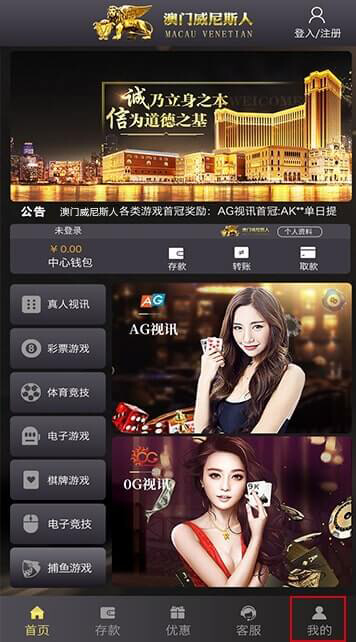 澳门威尼斯人
MACAU VENETIAN
登入/注册
诚乃立身之本
信为道德之基
WELCOME
公告 澳门威尼斯人各类游戏首冠奖励：AG视讯首冠:AK**单日提
未登录
澳门威尼斯人
个人资料
¥ 0.00
中心钱包
存款
转账
取款
真人视讯
彩票游戏
体育竞技
电子游戏
棋牌游戏
电子竞技
捕鱼游戏
AG
AG视讯
OG
OG视讯
首页
存款
优惠
客服
我的